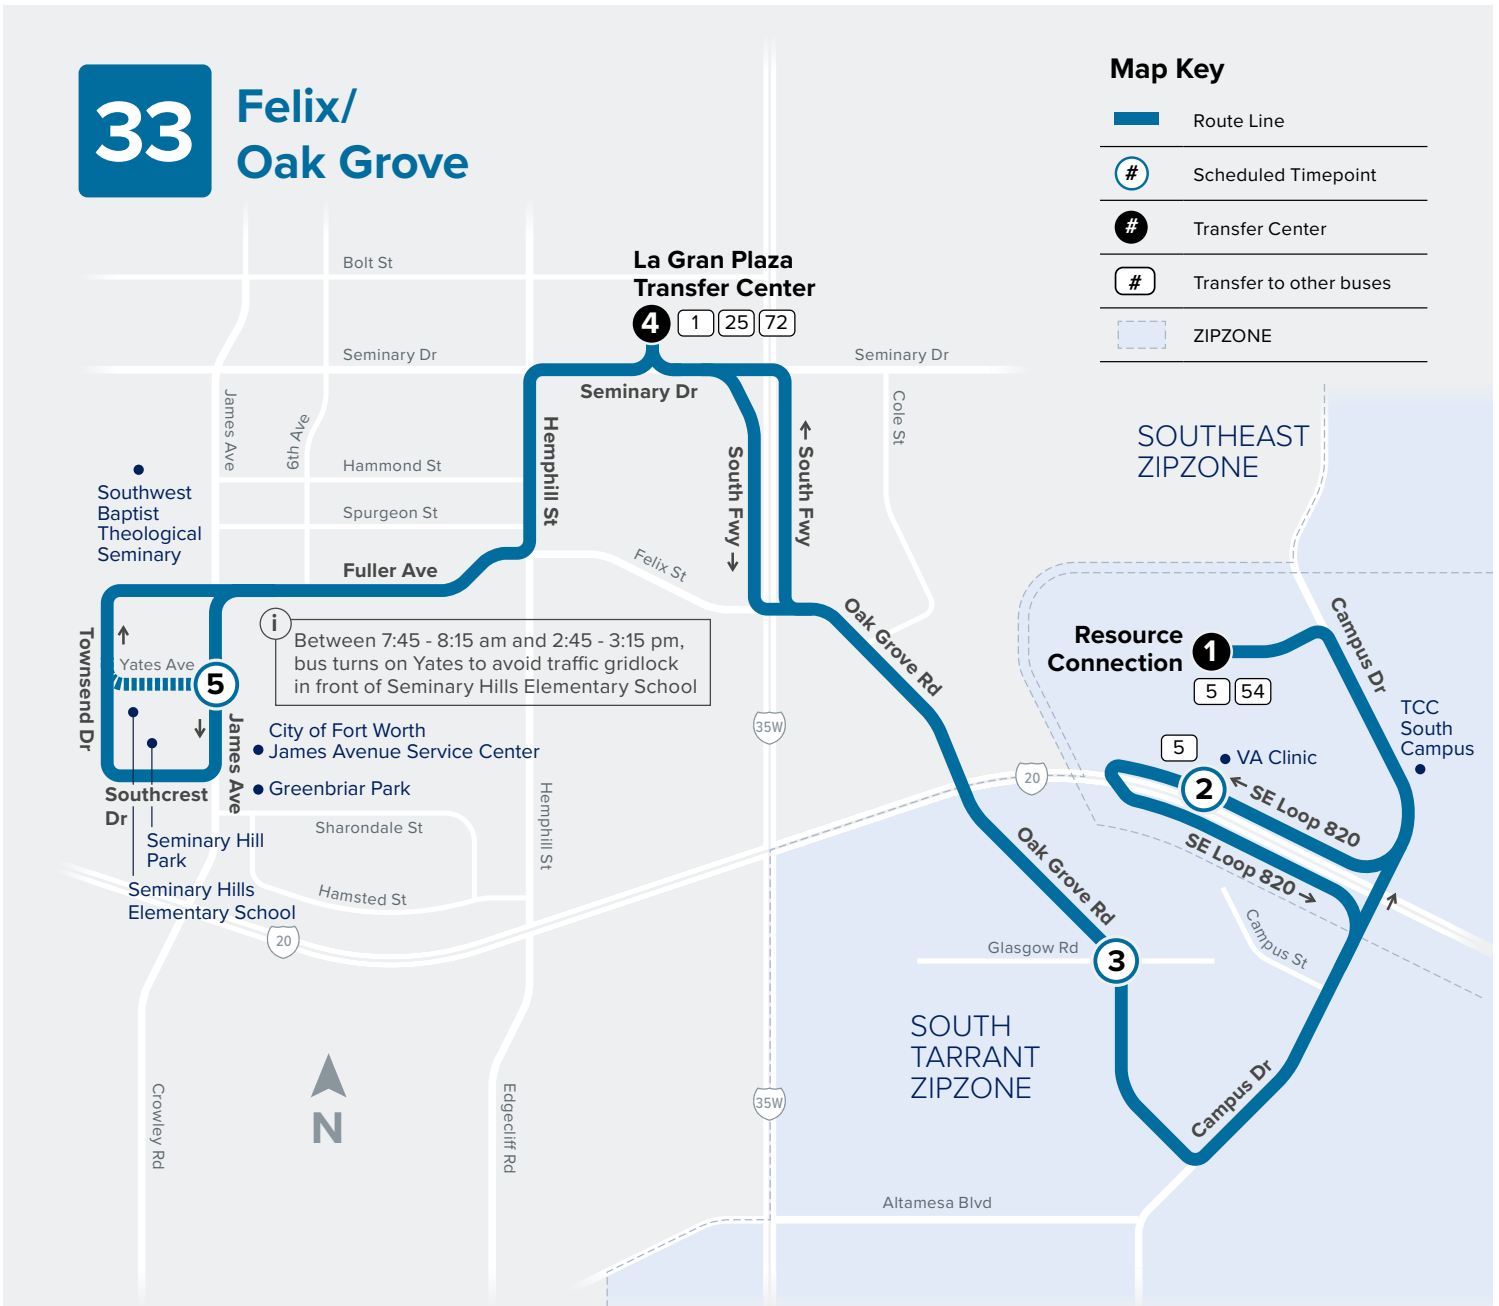 33
Felix/
Oak Grove
Map Key
Route Line
# Scheduled Timepoint
# Transfer Center
# Transfer to other buses
ZIPZONE
Bolt St
La Gran Plaza
Transfer Center
4 1 25 72
Seminary Dr
Seminary Dr
Seminary Dr
James Ave
6th Ave
Hammond St
Spurgeon St
Hemphill St
South Fwy
South Fwy
Cole St
SOUTHEAST
ZIPZONE
Southwest
Baptist
Theological
Seminary
Fuller Ave
Felix St
i
Between 7:45 - 8:15 am and 2:45 - 3:15 pm,
bus turns on Yates to avoid traffic gridlock
in front of Seminary Hills Elementary School
Oak Grove Rd
Resource
Connection
1
5 54
Campus Dr
TCC
South
Campus
Townsend Dr
Yates Ave
5
James Ave
City of Fort Worth
James Avenue Service Center
Greenbriar Park
35W
20
5
VA Clinic
2
SE Loop 820
SE Loop 820
Southcrest
Dr
Seminary Hill
Park
Seminary Hills
Elementary School
Sharondale St
Hemphill St
Hamsted St
20
Oak Grove Rd
Glasgow Rd
3
Campus St
SOUTH
TARRANT
ZIPZONE
Campus Dr
35W
N
Crowley Rd
Edgecliff Rd
Altamesa Blvd